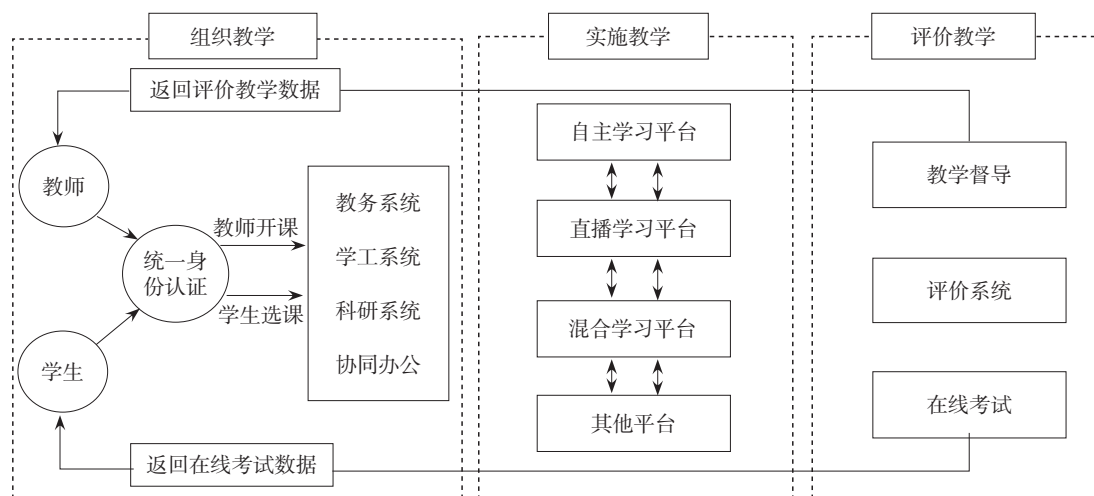 组织教学
实施教学
评价教学
返回评价教学数据
教师
统一身
份认证
学生
教师开课
学生选课
教务系统
学工系统
科研系统
协同办公
返回在线考试数据
自主学习平台
直播学习平台
混合学习平台
其他平台
教学督导
评价系统
在线考试